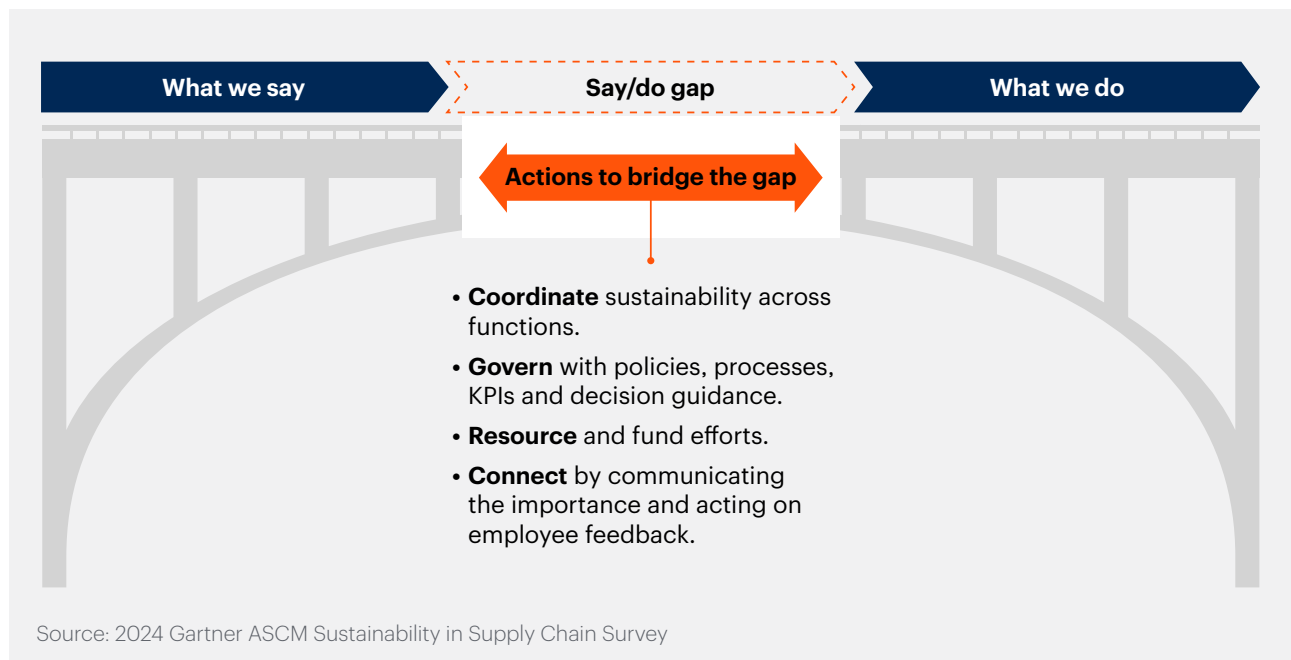 What we say
Say/do gap
What we do
Actions to bridge the gap
• Coordinate sustainability across
functions.
• Govern with policies, processes,
KPIs and decision guidance.
• Resource and fund efforts.
• Connect by communicating
the importance and acting on
employee feedback.
Source: 2024 Gartner ASCM Sustainability in Supply Chain Survey